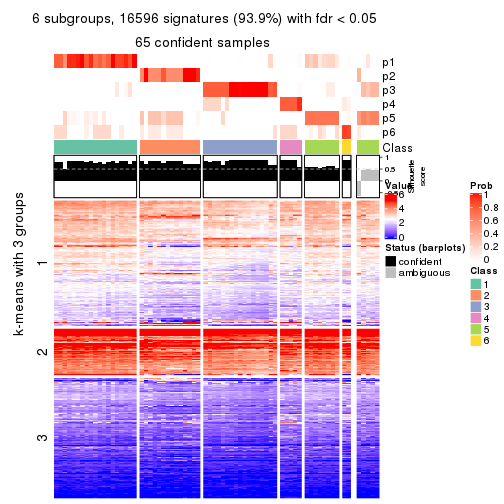 6 subgroups, 16596 signatures (93.9%) with fdr < 0.05
65 confident samples
p1
p2
p3
p4
p5
p6
Class
1
0.5
0
Silhouette
score
k-means with 3 groups
1
2
3
Value
6
4
2
0
Status (barplots)
confident
ambiguous
Prob
1
0.8
0.6
0.4
0.2
0
Class
1
2
3
4
5
6